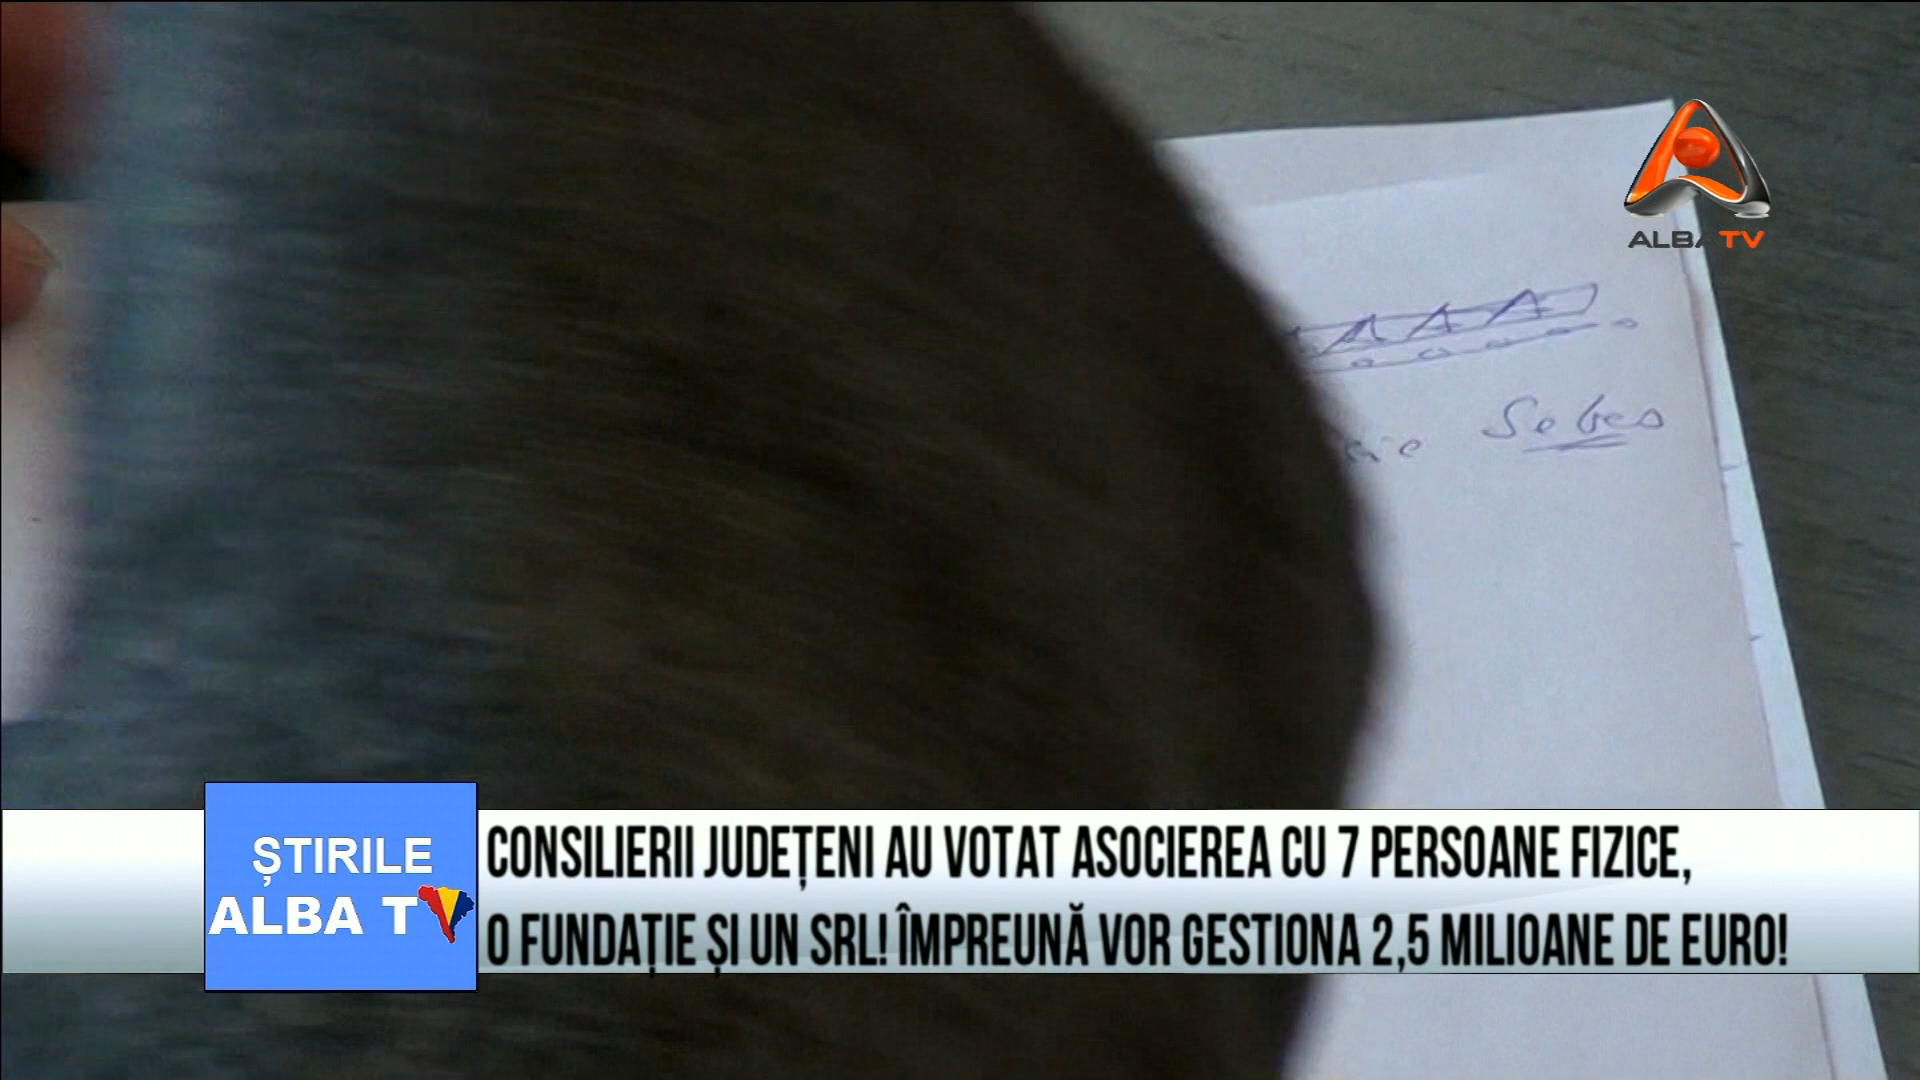 ALBA TV
Sebes
ȘTIRILE
ALBA TV
CONSILIERII JUDEȚENI AU VOTAT ASOCIEREA CU 7 PERSOANE FIZICE,
O FUNDAȚIE ȘI UN SRL! ÎMPREUNĂ VOR GESTIONA 2,5 MILIOANE DE EURO!